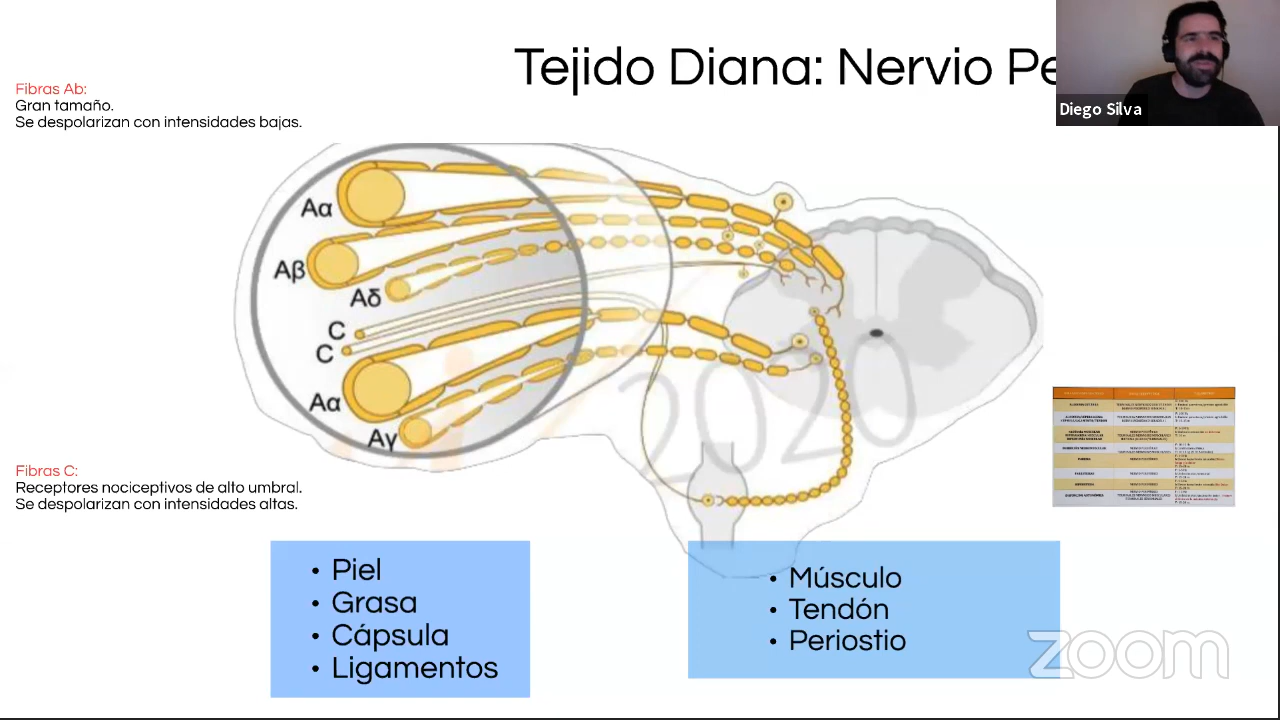 Tejido Diana: Nervio Pe
Diego Silva
Fibras Ab:
Gran tamaño.
Se despolarizan con intensidades bajas.
Aα
Aβ
Aδ
C
C
Aα
Aγ
2020
Fibras C:
Receptores nociceptivos de alto umbral.
Se despolarizan con intensidades altas.
• Piel
• Grasa
• Cápsula
• Ligamentos
• Músculo
• Tendón
• Periostio
zoom